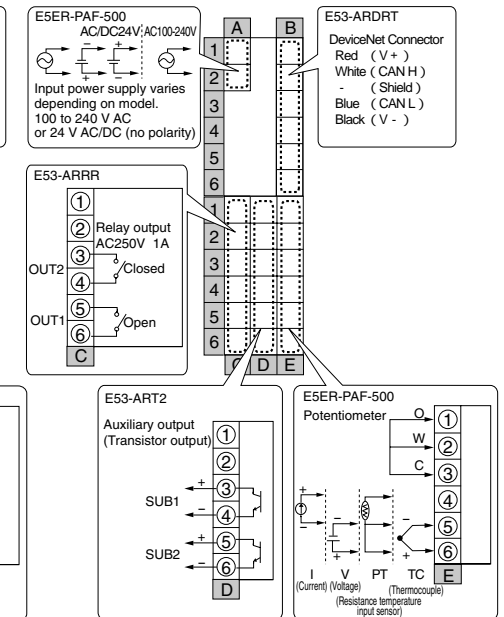 E5ER-PAF-500
AC/DC24V AC100-240V
− +
+ −
Input power supply varies
depending on model.
100 to 240 V AC
or 24 V AC/DC (no polarity)
A B
1
2
3
4
5
6
1
2
3
4
5
6
C D E
E53-ARDRT
DeviceNet Connector
Red ( V + )
White ( CAN H )
- ( Shield )
Blue ( CAN L )
Black ( V - )
E53-ARRR
①
② Relay output
AC250V 1A
③
OUT2 Closed
④
⑤
OUT1 Open
⑥
C
E53-ART2
Auxiliary output
(Transistor output)
①
②
+ ③
SUB1
− ④
+ ⑤
SUB2
− ⑥
D
E5ER-PAF-500
Potentiometer
O ①
W ②
C ③
④
+ − − ⑤
− + + ⑥
I V PT TC E
(Current) (Voltage) (Thermocouple)
(Resistance temperature
input sensor)